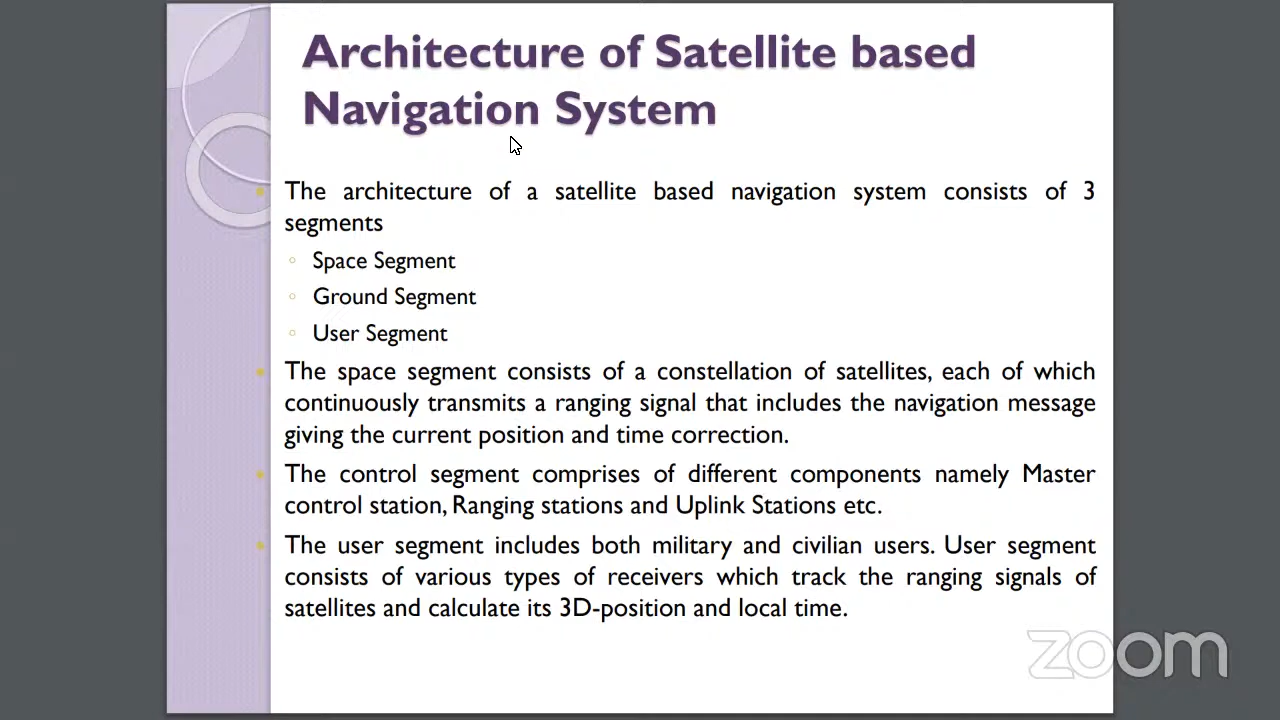 Architecture of Satellite based
Navigation System
The architecture of a satellite based navigation system consists of 3
segments
Space Segment
Ground Segment
User Segment
The space segment consists of a constellation of satellites, each of which
continuously transmits a ranging signal that includes the navigation message
giving the current position and time correction.
The control segment comprises of different components namely Master
control station, Ranging stations and Uplink Stations etc.
The user segment includes both military and civilian users. User segment
consists of various types of receivers which track the ranging signals of
satellites and calculate its 3D-position and local time.
zoom